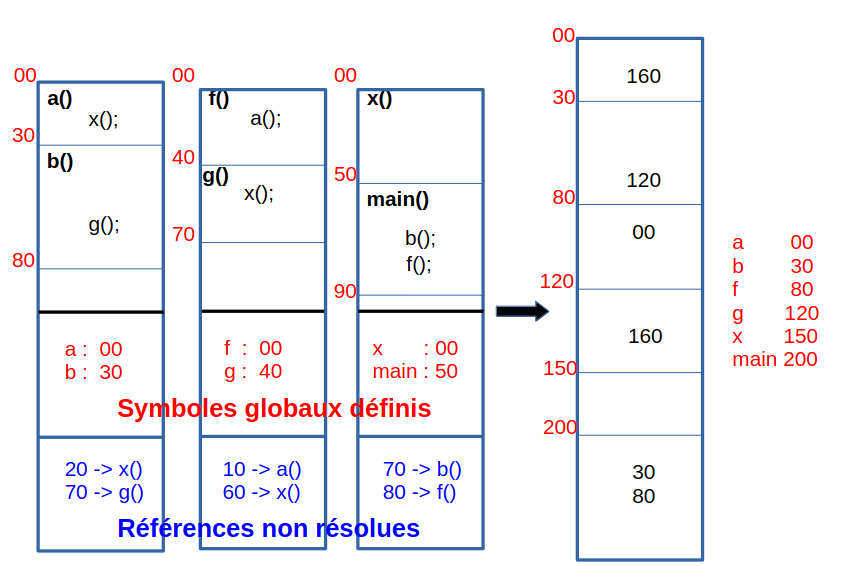 00
a()
x();
30
b()
g();
80
a : 00
b : 30
20 -> x()
70 -> g()
00
f()
a();
40
g()
x();
70
f : 00
g : 40
10 -> a()
60 -> x()
00
x()
50
main()
b();
f();
90
x : 00
main : 50
70 -> b()
80 -> f()
Symboles globaux définis
Références non résolues
00
160
30
120
80
00
120
160
150
200
30
80
a 00
b 30
f 80
g 120
x 150
main 200